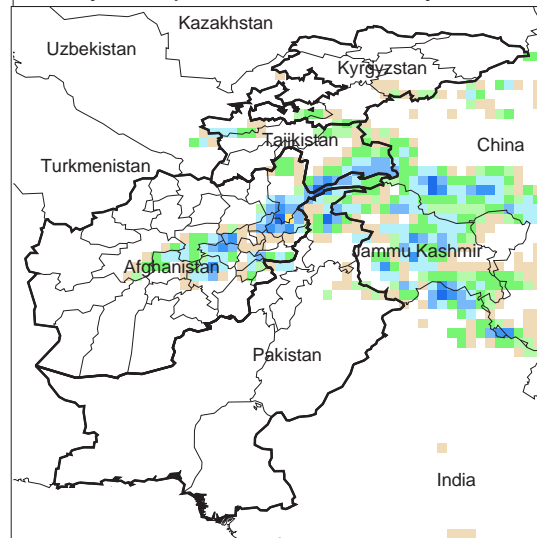 Kazakhstan
Uzbekistan
Kyrgyzstan
Tajikistan
China
Turkmenistan
Jammu Kashmir
Afghanistan
Pakistan
India